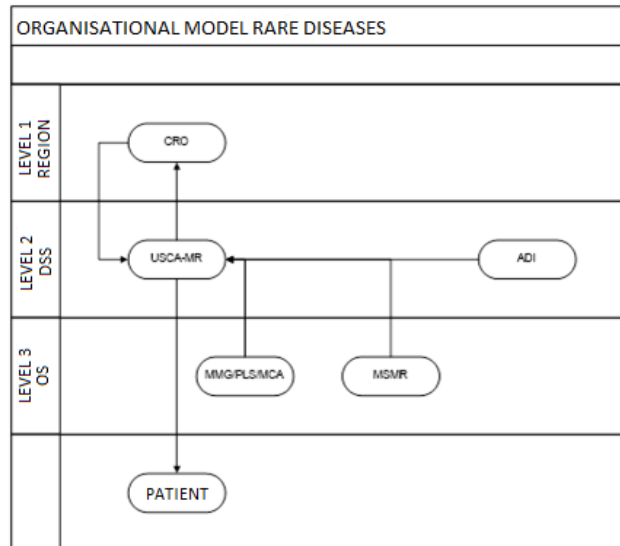 ORGANISATIONAL MODEL RARE DISEASES
LEVEL 1
REGION
CRO
LEVEL 2
DSS
USCA-MR
ADI
LEVEL 3
OS
MMG/PLS/MCA
MSMR
PATIENT